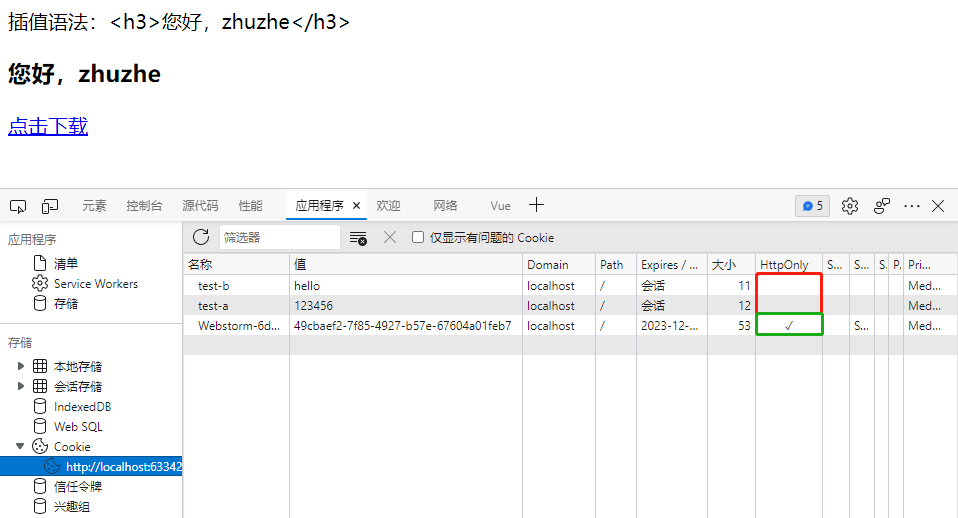 插值语法：<h3>您好，zhuzhe</h3>
您好，zhuzhe
点击下载
元素 控制台 源代码 性能 应用程序 × 欢迎 网络 Vue + 5
应用程序
清单
Service Workers
存储
存储
本地存储
会话存储
IndexedDB
Web SQL
Cookie
http://localhost:63342
信任令牌
兴趣组
筛选器 仅显示有问题的 Cookie
名称 值 Domain Path Expires / ... 大小 HttpOnly S... S... S. P. Pri...
test-b hello localhost / 会话 11 Med...
test-a 123456 localhost / 会话 12 Med...
Webstorm-6d... 49cbaef2-7f85-4927-b57e-67604a01feb7 localhost / 2023-12-... 53 ✓ S... Med...